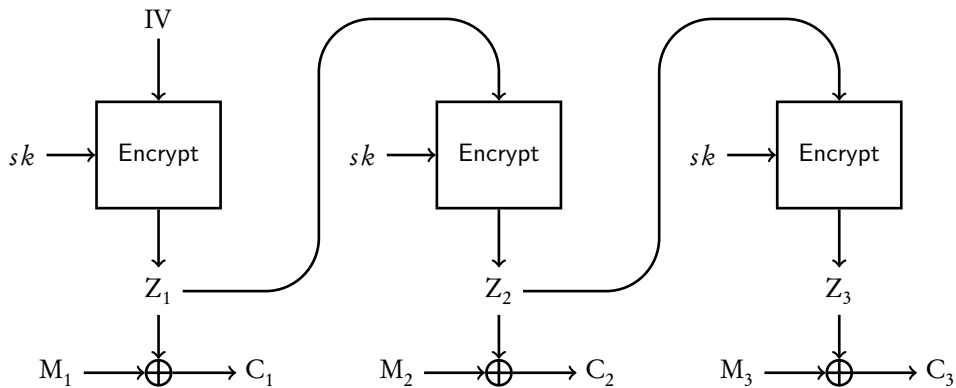 IV
sk Encrypt sk Encrypt sk Encrypt
Z₁ Z₂ Z₃
M₁ C₁ M₂ C₂ M₃ C₃